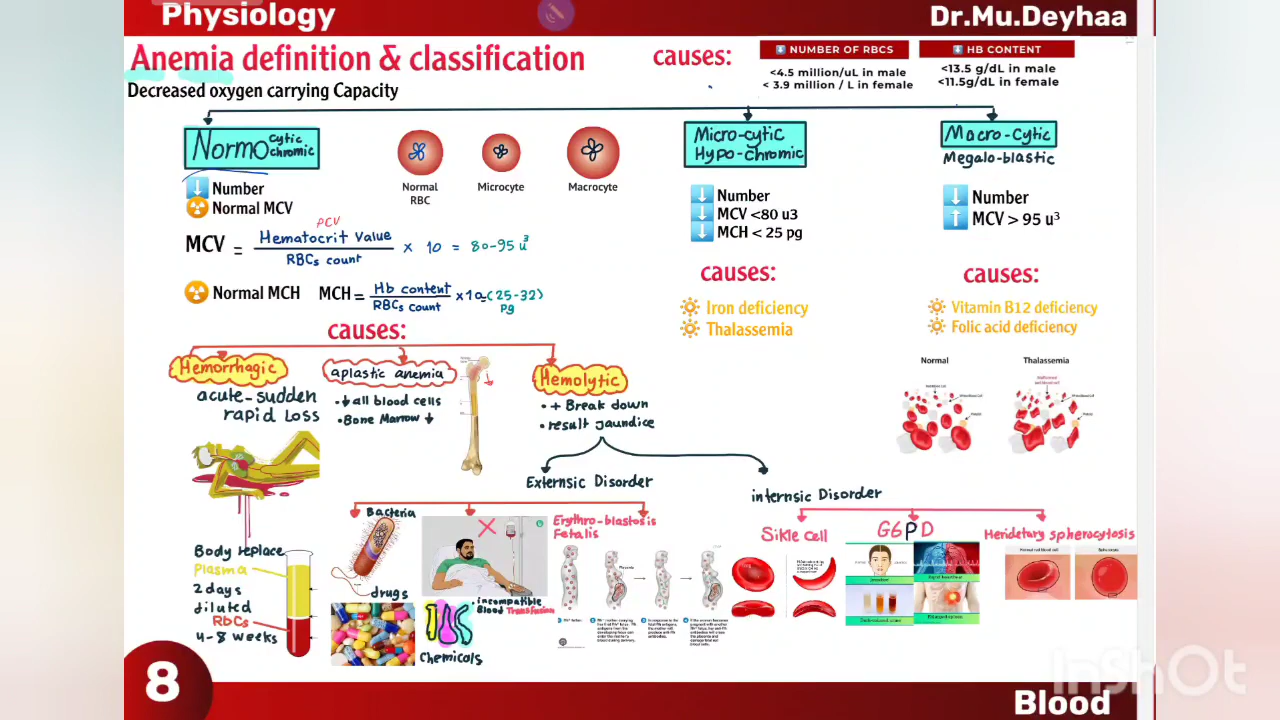 Physiology
Dr.Mu.Deyhaa
Anemia definition & classification
causes:
NUMBER OF RBCS
<4.5 million/uL in male
< 3.9 million / L in female
HB CONTENT
<13.5 g/dL in male
<11.5g/dL in female
Decreased oxygen carrying Capacity
Normo cytic chromic
Number
Normal MCV
Normal RBC
Microcyte
Macrocyte
PCV
MCV = Hematocrit Value / RBCs count × 10 = 80-95 u³
Normal MCH
MCH = Hb content / RBCs count ×10 = (25-32) Pg
Micro-cytic
Hypo-chromic
Number
MCV <80 u3
MCH < 25 pg
causes:
Iron deficiency
Thalassemia
Macro-cytic
Megalo-blastic
Number
MCV > 95 u³
causes:
Vitamin B12 deficiency
Folic acid deficiency
Normal
Thalassemia
causes:
Hemorrhagic
acute-sudden
rapid Loss
Body replace
Plasma
2 days
diluted
RBCs
4-8 weeks
aplastic anemia
• ↓ all blood cells
• Bone Marrow ↓
Hemolytic
• + Break down
• result jaundice
Externsic Disorder
internsic Disorder
Bacteria
drugs
incompatible
Blood Transfusion
Chemicals
Erythro-blastosis
Fetalis
Sikle cell
G6PD
Heridetary spherocytosis
8
Blood
InShOt